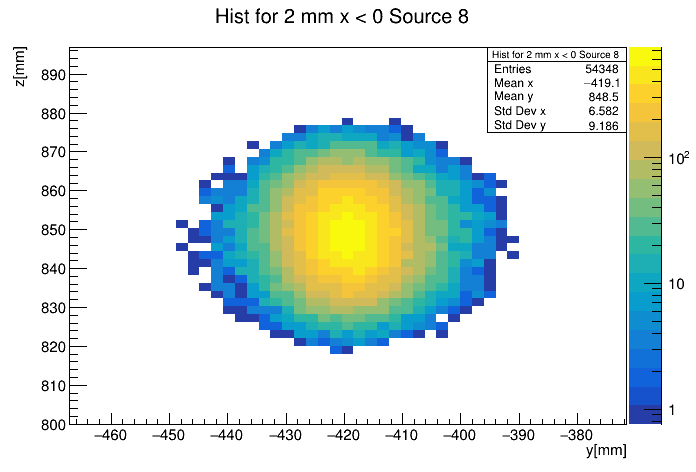 Hist for 2 mm x < 0 Source 8
z[mm]
Hist for 2 mm x < 0 Source 8
Entries 54348
Mean x −419.1
Mean y 848.5
Std Dev x 6.582
Std Dev y 9.186
890
880
870
860
850
840
830
820
810
800
10²
10
1
−460 −450 −440 −430 −420 −410 −400 −390 −380
y[mm]